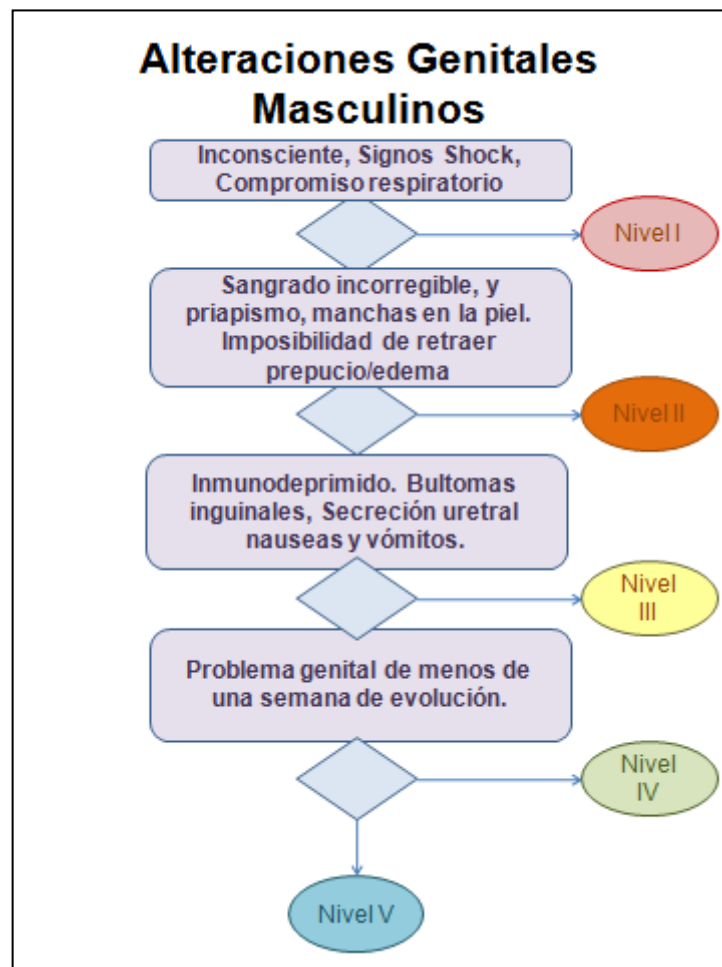 Alteraciones Genitales
Masculinos
Inconsciente, Signos Shock,
Compromiso respiratorio
Nivel I
Sangrado incorregible, y
priapismo, manchas en la piel.
Imposibilidad de retraer
prepucio/edema
Nivel II
Inmunodeprimido. Bultomas
inguinales, Secreción uretral
nauseas y vómitos.
Nivel
III
Problema genital de menos de
una semana de evolución.
Nivel
IV
Nivel V